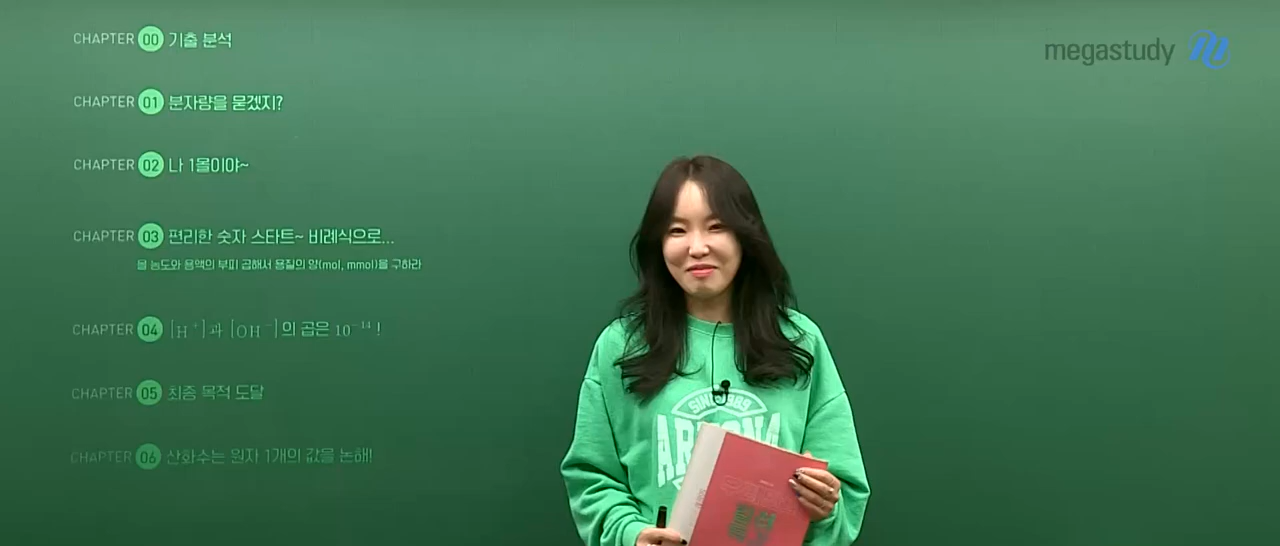 CHAPTER 00 기출 분석
megastudy
CHAPTER 01 분자량을 묻겠지?
CHAPTER 02 나 1몰이야~
CHAPTER 03 편리한 숫자 스타트~ 비례식으로...
몰 농도와 용액의 부피 곱해서 용질의 양(mol, mmol)을 구하라
CHAPTER 04 [H⁺]과 [OH⁻]의 곱은 10⁻¹⁴!
CHAPTER 05 최종 목적 도달
CHAPTER 06 산화수는 원자 1개의 값을 논해!
SINCE 1989